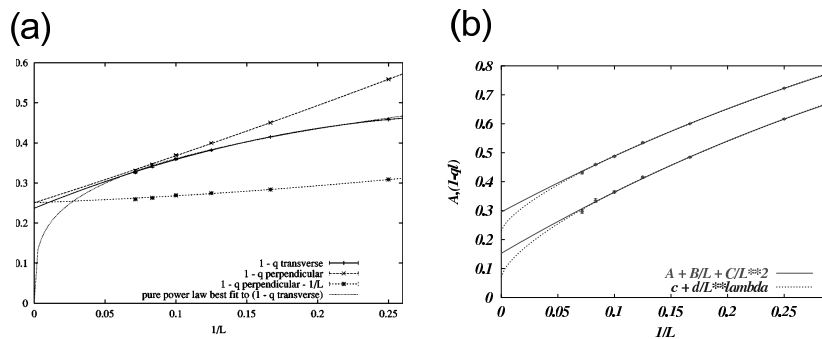 (a)
0.6
0.5
0.4
0.3
0.2
0.1
0
0
0.05
0.1
0.15
0.2
0.25
1/L
1 - q transverse
1 - q perpendicular
1 - q perpendicular - 1/L
pure power law best fit to (1 - q transverse)
(b)
0.8
0.7
0.6
0.5
0.4
0.3
0.2
0.1
0
0
0.05
0.1
0.15
0.2
0.25
1/L
A,(1-ql)
A + B/L + C/L**2
c + d/L**lambda